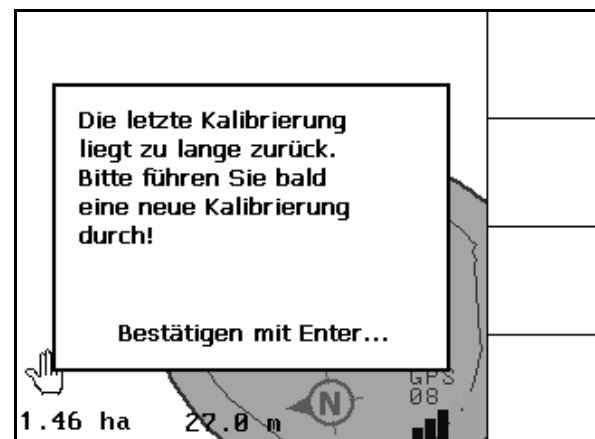 Die letzte Kalibrierung
liegt zu lange zurück.
Bitte führen Sie bald
eine neue Kalibrierung
durch!
Bestätigen mit Enter...
GPS
08
N
1.46 ha 27.0 m